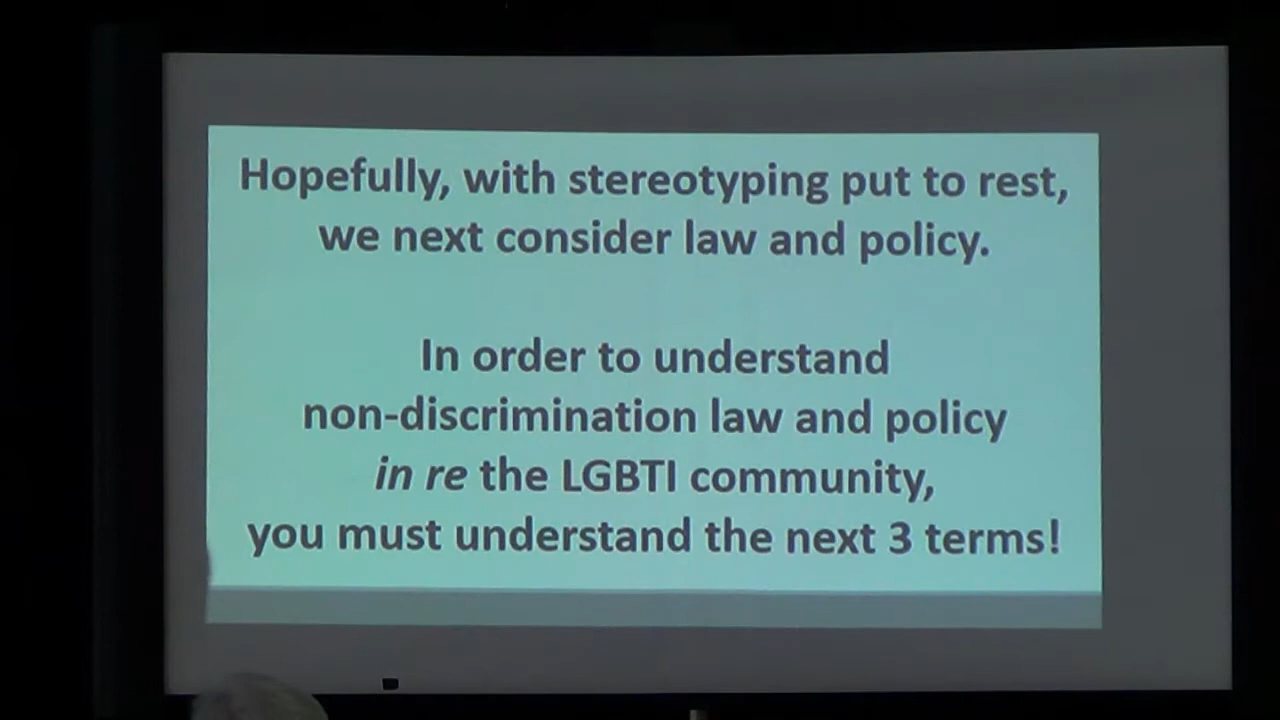 Hopefully, with stereotyping put to rest,
we next consider law and policy.
In order to understand
non-discrimination law and policy
in re the LGBTI community,
you must understand the next 3 terms!